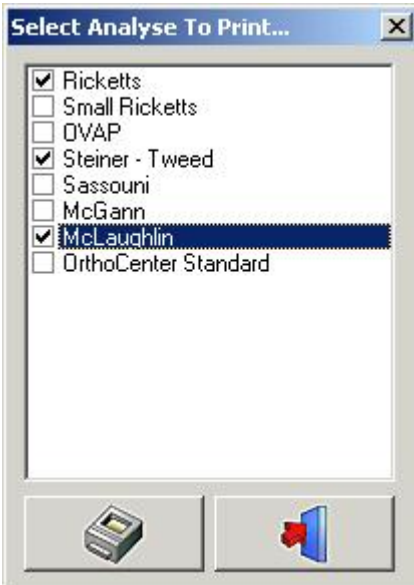 Select Analyse To Print...
Ricketts
Small Ricketts
OVAP
Steiner - Tweed
Sassouni
McGann
McLaughlin
OrthoCenter Standard